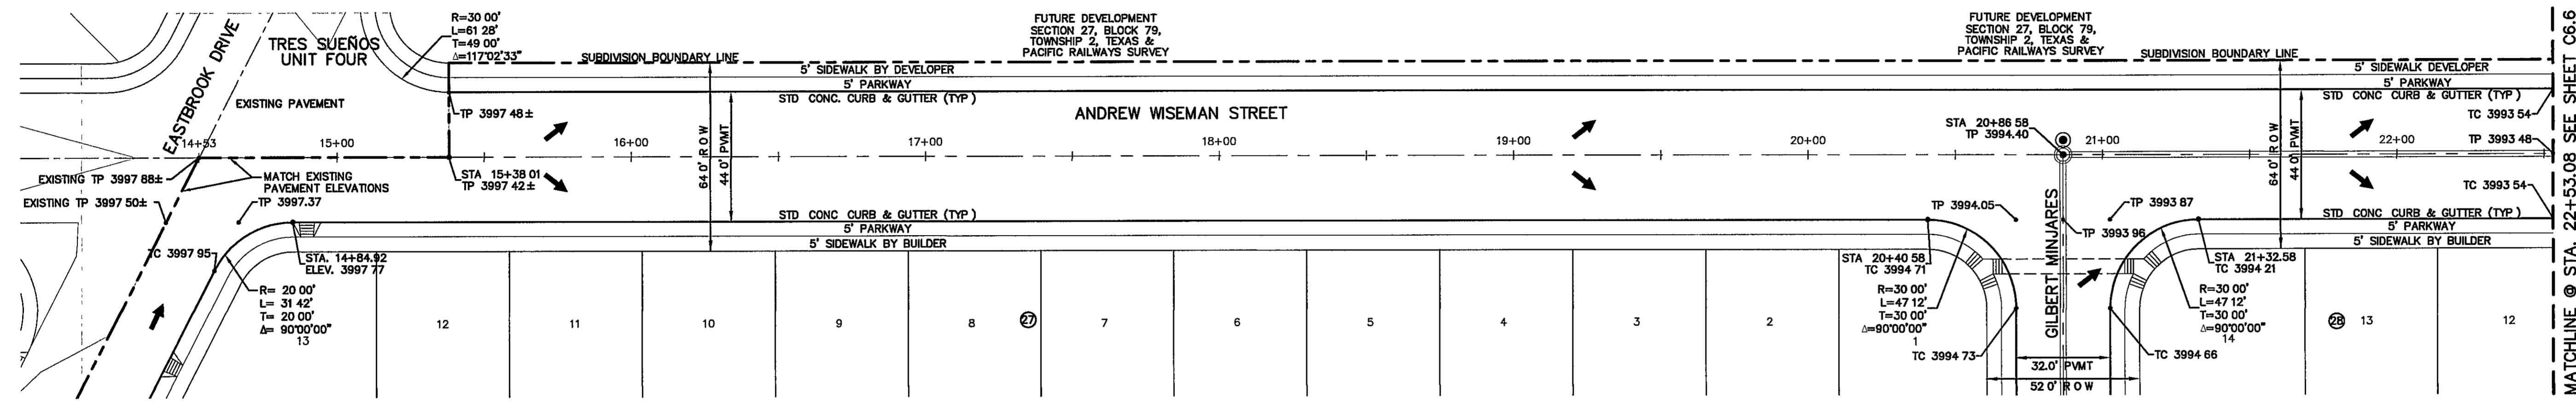 R=30 00'
L=61 28'
T=49 00'
Δ=117°02'33"
EASTBROOK DRIVE
TRES SUEÑOS
UNIT FOUR
SUBDIVISION BOUNDARY LINE
FUTURE DEVELOPMENT
SECTION 27, BLOCK 79,
TOWNSHIP 2, TEXAS &
PACIFIC RAILWAYS SURVEY
FUTURE DEVELOPMENT
SECTION 27, BLOCK 79,
TOWNSHIP 2, TEXAS &
PACIFIC RAILWAYS SURVEY
SUBDIVISION BOUNDARY LINE
5' SIDEWALK BY DEVELOPER
5' PARKWAY
STD CONC. CURB & GUTTER (TYP )
5' SIDEWALK DEVELOPER
5' PARKWAY
STD CONC CURB & GUTTER (TYP )
TC 3993 54
EXISTING PAVEMENT
TP 3997 48±
ANDREW WISEMAN STREET
14+53
15+00
16+00
17+00
18+00
19+00
20+00
21+00
22+00
STA 20+86 58
TP 3994.40
TP 3993 48
64 0' R O W
44 0' PVMT
64 0' R O W
44 0' PVMT
EXISTING TP 3997 88±
MATCH EXISTING
PAVEMENT ELEVATIONS
STA 15+38 01
TP 3997 42±
EXISTING TP 3997 50±
TP 3997.37
TC 3993 54
TP 3994.05
TP 3993 87
TP 3993 96
GILBERT MINJARES
STD CONC CURB & GUTTER (TYP )
5' PARKWAY
5' SIDEWALK BY BUILDER
STD CONC CURB & GUTTER (TYP )
5' PARKWAY
5' SIDEWALK BY BUILDER
TC 3997 95
STA. 14+84.92
ELEV. 3997 77
STA 20+40 58
TC 3994 71
STA 21+32.58
TC 3994 21
R= 20 00'
L= 31 42'
T= 20 00'
Δ= 90°00'00"
13
12
11
10
9
8
27
7
6
5
4
3
2
R=30 00'
L=47 12'
T=30 00'
Δ=90°00'00"
1
TC 3994 73
R=30 00'
L=47 12'
T=30 00'
Δ=90°00'00"
14
TC 3994 66
28
13
12
32.0' PVMT
52 0' R O W
MATCHLINE @ STA. 22+53.08 SEE SHEET C6.6